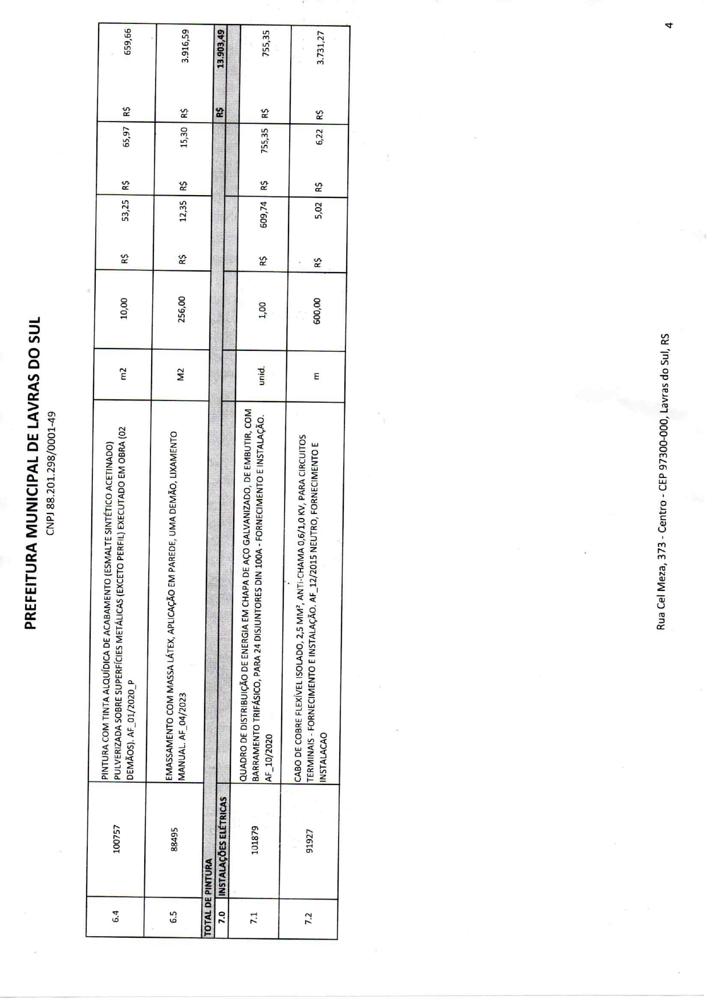 PREFEITURA MUNICIPAL DE LAVRAS DO SUL
CNPJ 88.201.298/0001-49
6.4 100757 PINTURA COM TINTA ALQUÍDICA DE ACABAMENTO (ESMALTE SINTÉTICO ACETINADO)
PULVERIZADA SOBRE SUPERFÍCIES METÁLICAS (EXCETO PERFIL) EXECUTADO EM OBRA (02
DEMÃOS). AF_01/2020_P m2 10,00 R$ 53,25 R$ 65,97 R$ 659,66
6.5 88495 EMASSAMENTO COM MASSA LÁTEX, APLICAÇÃO EM PAREDE, UMA DEMÃO, LIXAMENTO
MANUAL. AF_04/2023 M2 256,00 R$ 12,35 R$ 15,30 R$ 3.916,59
TOTAL DE PINTURA R$ 13.903,49
7.0 INSTALAÇÕES ELÉTRICAS
7.1 101879 QUADRO DE DISTRIBUIÇÃO DE ENERGIA EM CHAPA DE AÇO GALVANIZADO, DE EMBUTIR, COM
BARRAMENTO TRIFÁSICO, PARA 24 DISJUNTORES DIN 100A - FORNECIMENTO E INSTALAÇÃO.
AF_10/2020 unid. 1,00 R$ 609,74 R$ 755,35 R$ 755,35
7.2 91927 CABO DE COBRE FLEXÍVEL ISOLADO, 2,5 MM², ANTI-CHAMA 0,6/1,0 KV, PARA CIRCUITOS
TERMINAIS - FORNECIMENTO E INSTALAÇÃO. AF_12/2015 NEUTRO, FORNECIMENTO E
INSTALACAO m 600,00 R$ 5,02 R$ 6,22 R$ 3.731,27
Rua Cel Meza, 373 - Centro - CEP 97300-000, Lavras do Sul, RS
4